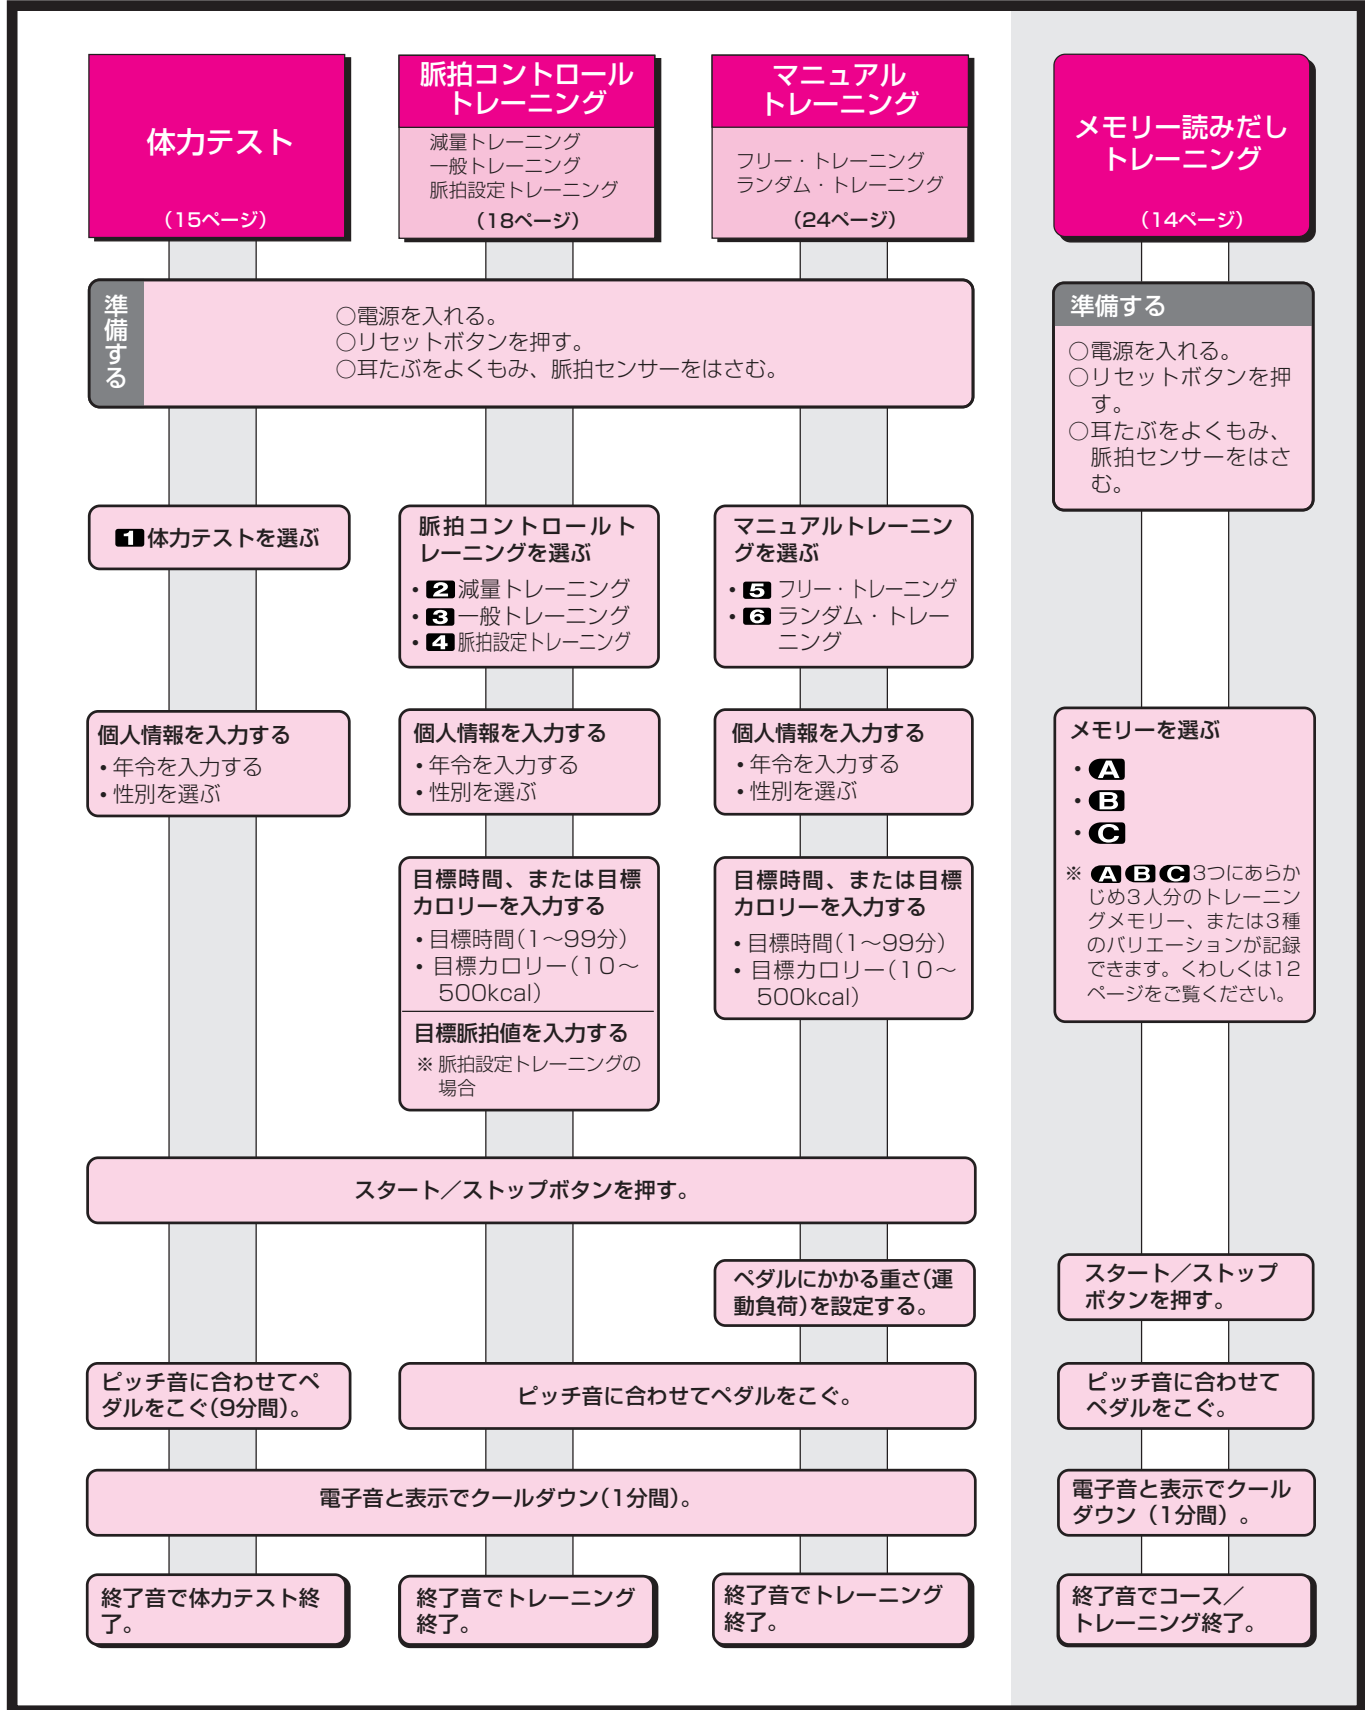 体力テスト
(15ページ)
脈拍コントロール
トレーニング
減量トレーニング
一般トレーニング
脈拍設定トレーニング
(18ページ)
マニュアル
トレーニング
フリー・トレーニング
ランダム・トレーニング
(24ページ)
メモリー読みだし
トレーニング
(14ページ)
準備する
○電源を入れる。
○リセットボタンを押す。
○耳たぶをよくもみ、脈拍センサーをはさむ。
準備する
○電源を入れる。
○リセットボタンを押
す。
○耳たぶをよくもみ、
脈拍センサーをはさ
む。
1体力テストを選ぶ
脈拍コントロールト
レーニングを選ぶ
・2減量トレーニング
・3一般トレーニング
・4脈拍設定トレーニング
マニュアルトレーニン
グを選ぶ
・5 フリー・トレーニング
・6 ランダム・トレー
ニング
個人情報を入力する
・年令を入力する
・性別を選ぶ
個人情報を入力する
・年令を入力する
・性別を選ぶ
個人情報を入力する
・年令を入力する
・性別を選ぶ
メモリーを選ぶ
・A
・B
・C
※ABC3つにあらか
じめ3人分のトレーニン
グメモリー、または3種
のバリエーションが記録
できます。くわしくは12
ページをご覧ください。
目標時間、または目標
カロリーを入力する
・目標時間(1〜99分)
・目標カロリー(10〜
500kcal)
目標脈拍値を入力する
※脈拍設定トレーニングの
場合
目標時間、または目標
カロリーを入力する
・目標時間(1〜99分)
・目標カロリー(10〜
500kcal)
スタート/ストップボタンを押す。
ペダルにかかる重さ(運
動負荷)を設定する。
スタート/ストップ
ボタンを押す。
ピッチ音に合わせてペ
ダルをこぐ(9分間)。
ピッチ音に合わせてペダルをこぐ。
ピッチ音に合わせて
ペダルをこぐ。
電子音と表示でクールダウン(1分間)。
電子音と表示でクール
ダウン(1分間)。
終了音で体力テスト終
了。
終了音でトレーニング
終了。
終了音でトレーニング
終了。
終了音でコース/
トレーニング終了。